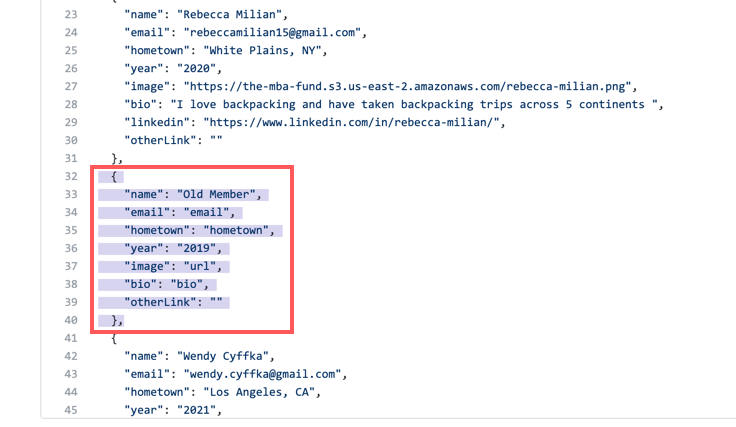 {
23 "name": "Rebecca Milian",
24 "email": "rebeccamilian15@gmail.com",
25 "hometown": "White Plains, NY",
26 "year": "2020",
27 "image": "https://the-mba-fund.s3.us-east-2.amazonaws.com/rebecca-milian.png",
28 "bio": "I love backpacking and have taken backpacking trips across 5 continents ",
29 "linkedin": "https://www.linkedin.com/in/rebecca-milian/",
30 "otherLink": ""
31 },
32 {
33 "name": "Old Member",
34 "email": "email",
35 "hometown": "hometown",
36 "year": "2019",
37 "image": "url",
38 "bio": "bio",
39 "otherLink": ""
40 },
41 {
42 "name": "Wendy Cyffka",
43 "email": "wendy.cyffka@gmail.com",
44 "hometown": "Los Angeles, CA",
45 "year": "2021",